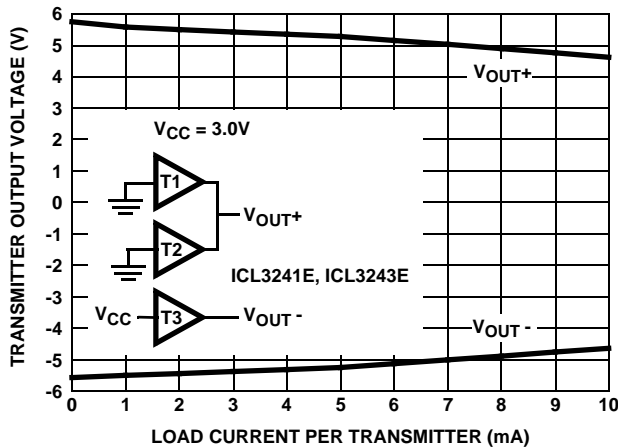 TRANSMITTER OUTPUT VOLTAGE (V)
6
5
4
3
2
1
0
-1
-2
-3
-4
-5
-6
VOUT+
VCC = 3.0V
T1
VOUT+
T2
ICL3241E, ICL3243E
VCC
T3
VOUT -
VOUT -
0 1 2 3 4 5 6 7 8 9 10
LOAD CURRENT PER TRANSMITTER (mA)